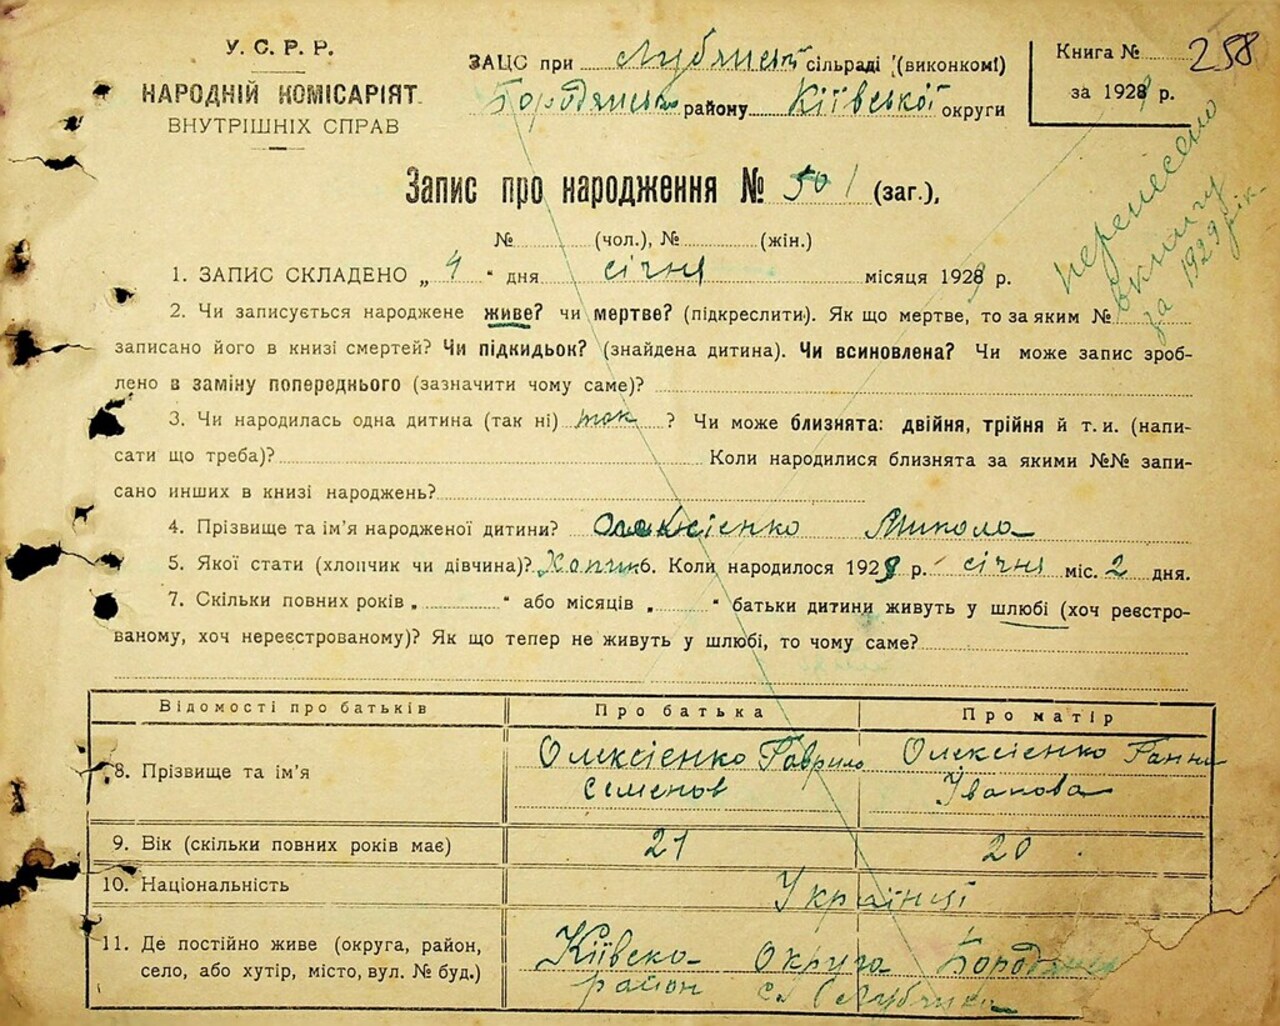 У. С. Р. Р.
НАРОДНІЙ КОМІСАРІЯТ
ВНУТРІШНІХ СПРАВ
ЗАЦС при Лубянській сільраді (виконкомі)
Бородянсько району Київської округи
Книга № 258
за 1928 р.
перенесено
в книгу
за 1929 рік
Запис про народження № 501 (заг.),
№ (чол.), № (жін.)
1. ЗАПИС СКЛАДЕНО „ 4 “ дня січня місяця 1928 р.
2. Чи записується народжене живе? чи мертве? (підкреслити). Як що мертве, то за яким №
записано його в книзі смертей? Чи підкидьок? (знайдена дитина). Чи всиновлена? Чи може запис зроб-
лено в заміну попереднього (зазначити чому саме)?
3. Чи народилась одна дитина (так ні) так ? Чи може близнята: двійня, трійня й т. и. (напи-
сати що треба)? Коли народилися близнята за якими №№ запи-
сано инших в книзі народжень?
4. Прізвище та ім’я народженої дитини? Олексієнко Микола
5. Якої стати (хлопчик чи дівчина)? 6. Коли народилося 1928 р. січня міс. 2 дня.
7. Скільки повних років „ “ або місяців „ “ батьки дитини живуть у шлюбі (хоч реєстро-
ваному, хоч нереєстрованому)? Як що тепер не живуть у шлюбі, то чому саме?
Відомості про батьків Про батька Про матір
8. Прізвище та ім’я Олексієнко Гаврило Олексієнко Ганна
Семенов Івакова
9. Вік (скільки повних років має) 21 20
10. Національність Українці
11. Де постійно живе (округа, район, Київско Округа Бородянск
село, або хутір, місто, вул. № буд.) район с.